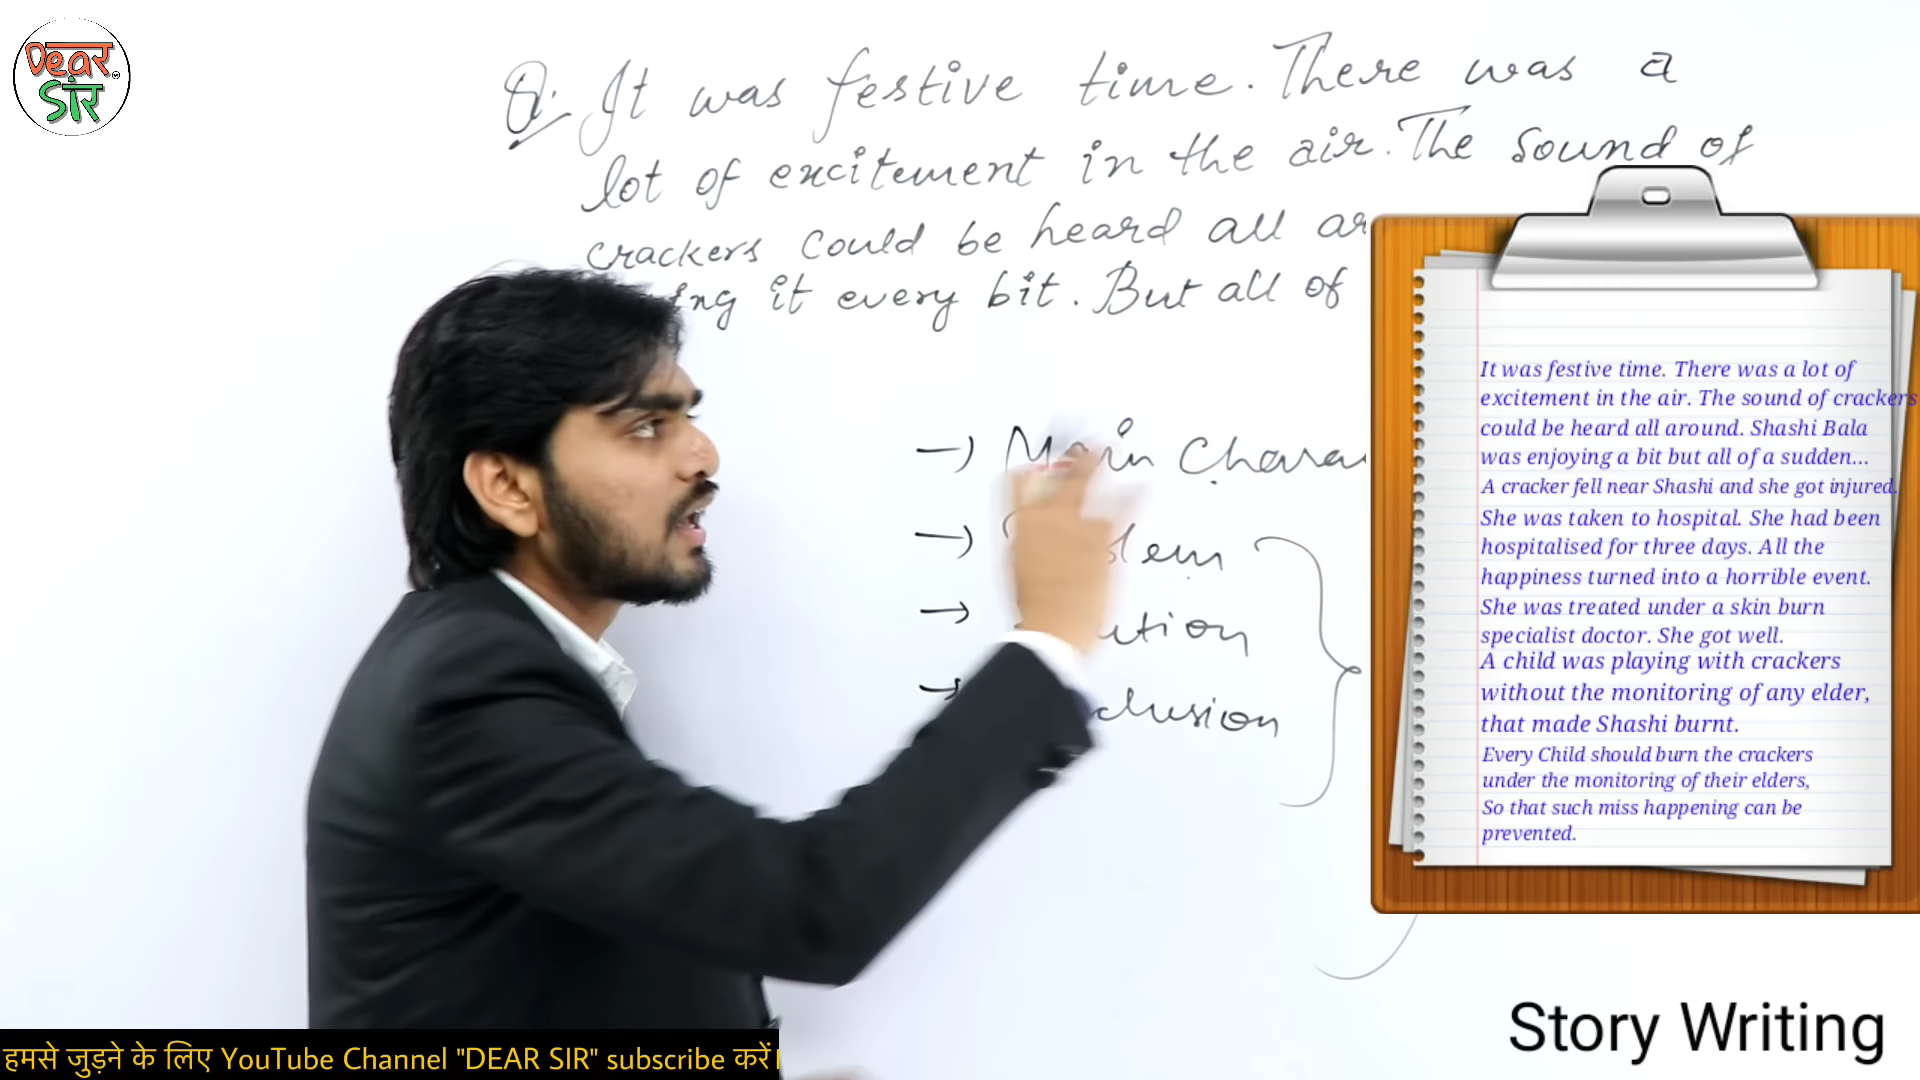 Dear
Sir
Q. It was festive time. There was a
lot of excitement in the air. The sound of
crackers could be heard all
it every bit. But all of
Main
clusion
It was festive time. There was a lot of
excitement in the air. The sound of crackers
could be heard all around. Shashi Bala
was enjoying a bit but all of a sudden...
A cracker fell near Shashi and she got injured.
She was taken to hospital. She had been
hospitalised for three days. All the
happiness turned into a horrible event.
She was treated under a skin burn
specialist doctor. She got well.
A child was playing with crackers
without the monitoring of any elder,
that made Shashi burnt.
Every Child should burn the crackers
under the monitoring of their elders,
So that such miss happening can be
prevented.
Story Writing
हमसे जुड़ने के लिए YouTube Channel "DEAR SIR" subscribe करें।